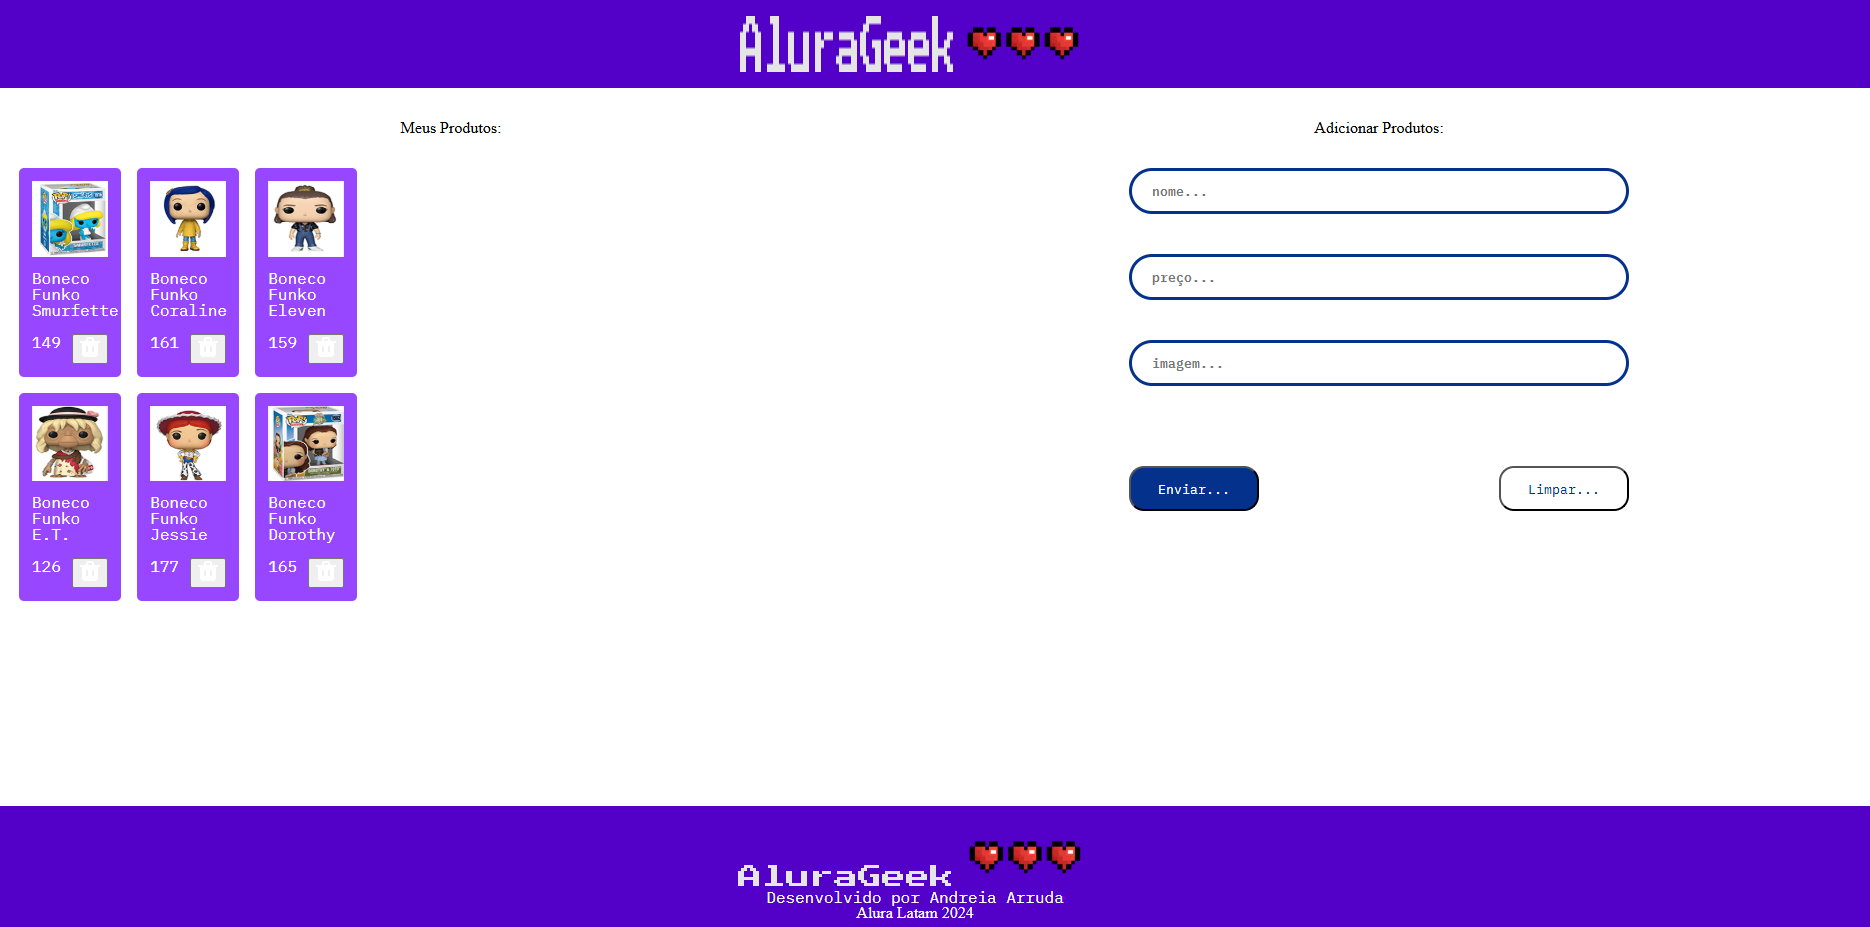 AluraGeek
Meus Produtos:
Adicionar Produtos:
Boneco
Funko
Smurfette
149
Boneco
Funko
Coraline
161
Boneco
Funko
Eleven
159
Boneco
Funko
E.T.
126
Boneco
Funko
Jessie
177
Boneco
Funko
Dorothy
165
nome...
preço...
imagem...
Enviar...
Limpar...
AluraGeek
Desenvolvido por Andreia Arruda
Alura Latam 2024